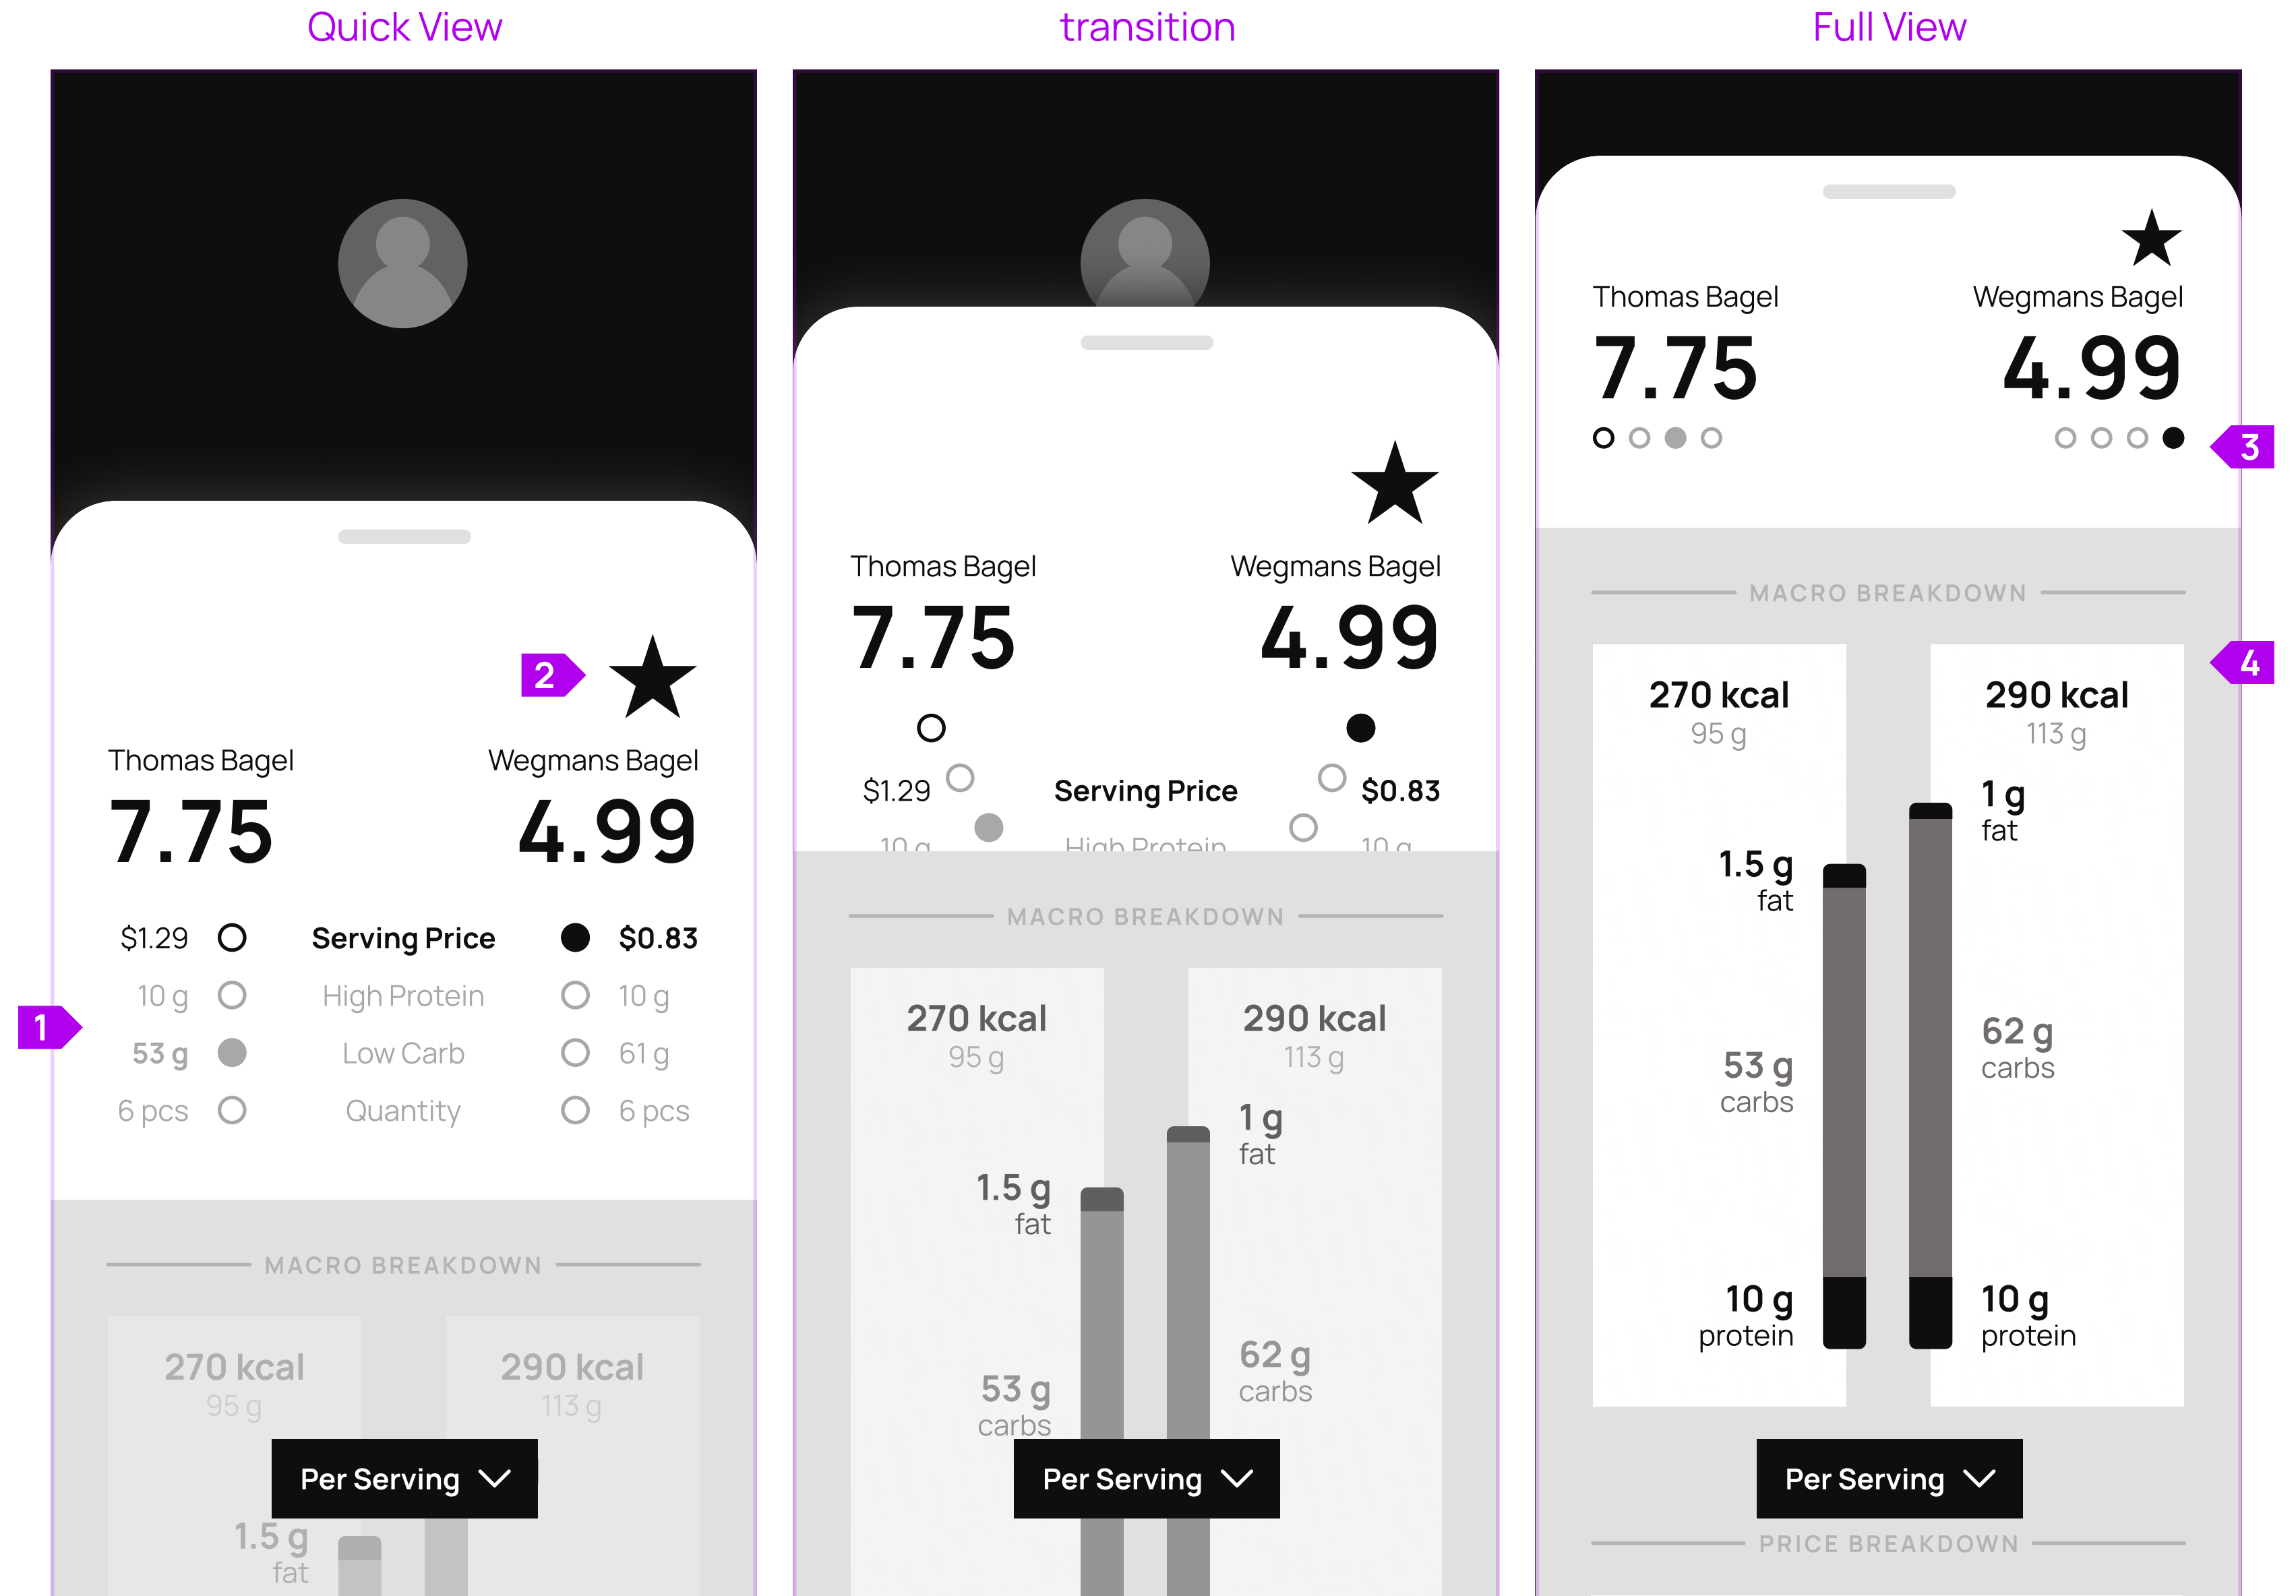 Quick View
2
Thomas Bagel Wegmans Bagel
7.75 4.99
$1.29 Serving Price $0.83
10 g High Protein 10 g
1
53 g Low Carb 61 g
6 pcs Quantity 6 pcs
MACRO BREAKDOWN
270 kcal 290 kcal
95 g 113 g
Per Serving
1.5 g
fat
transition
Thomas Bagel Wegmans Bagel
7.75 4.99
$1.29 Serving Price $0.83
10 g High Protein 10 g
MACRO BREAKDOWN
270 kcal 290 kcal
95 g 113 g
1 g
fat
1.5 g
fat
62 g
carbs
53 g
carbs
Per Serving
Full View
Thomas Bagel Wegmans Bagel
7.75 4.99
3
MACRO BREAKDOWN
4
270 kcal 290 kcal
95 g 113 g
1 g
fat
1.5 g
fat
62 g
carbs
53 g
carbs
10 g 10 g
protein protein
Per Serving
PRICE BREAKDOWN